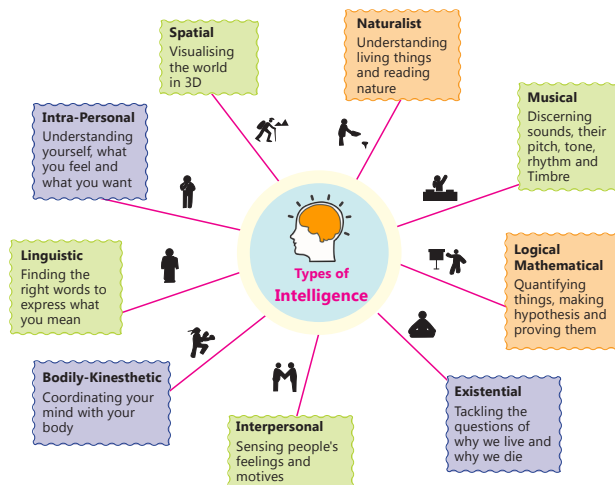 Spatial
Visualising
the world
in 3D
Naturalist
Understanding
living things
and reading
nature
Musical
Discerning
sounds, their
pitch, tone,
rhythm and
Timbre
Intra-Personal
Understanding
yourself, what
you feel and
what you want
Linguistic
Finding the
right words to
express what
you mean
Types of
Intelligence
Logical
Mathematical
Quantifying
things, making
hypothesis and
proving them
Bodily-Kinesthetic
Coordinating your
mind with your
body
Interpersonal
Sensing people's
feelings and
motives
Existential
Tackling the
questions of
why we live and
why we die